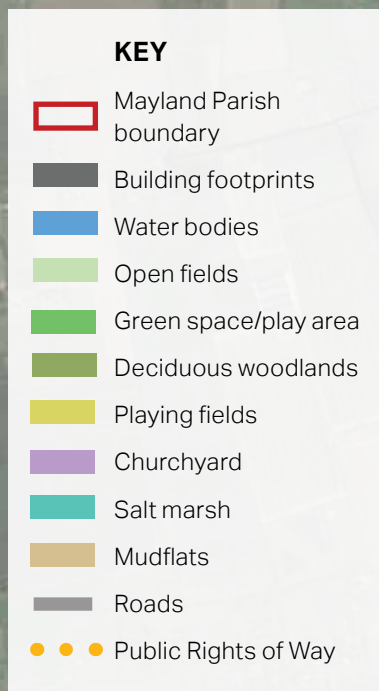 KEY
Mayland Parish
boundary
Building footprints
Water bodies
Open fields
Green space/play area
Deciduous woodlands
Playing fields
Churchyard
Salt marsh
Mudflats
Roads
Public Rights of Way